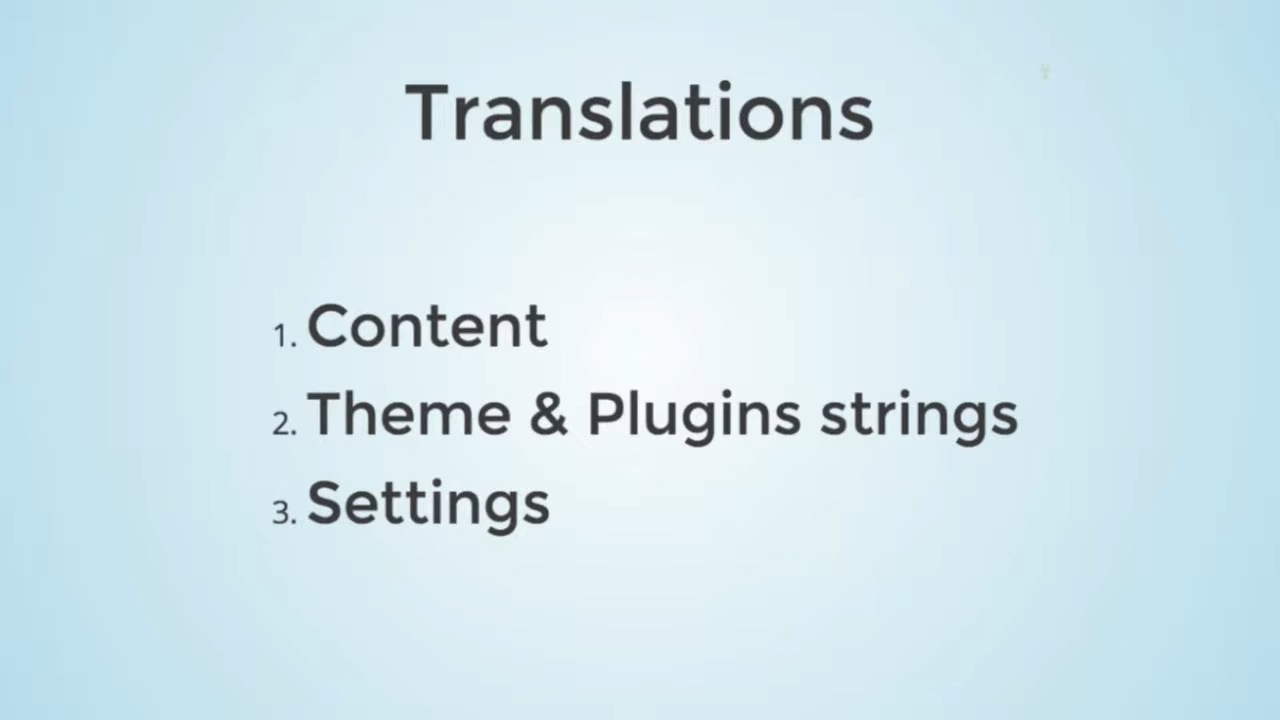 Translations
1. Content
2. Theme & Plugins strings
3. Settings